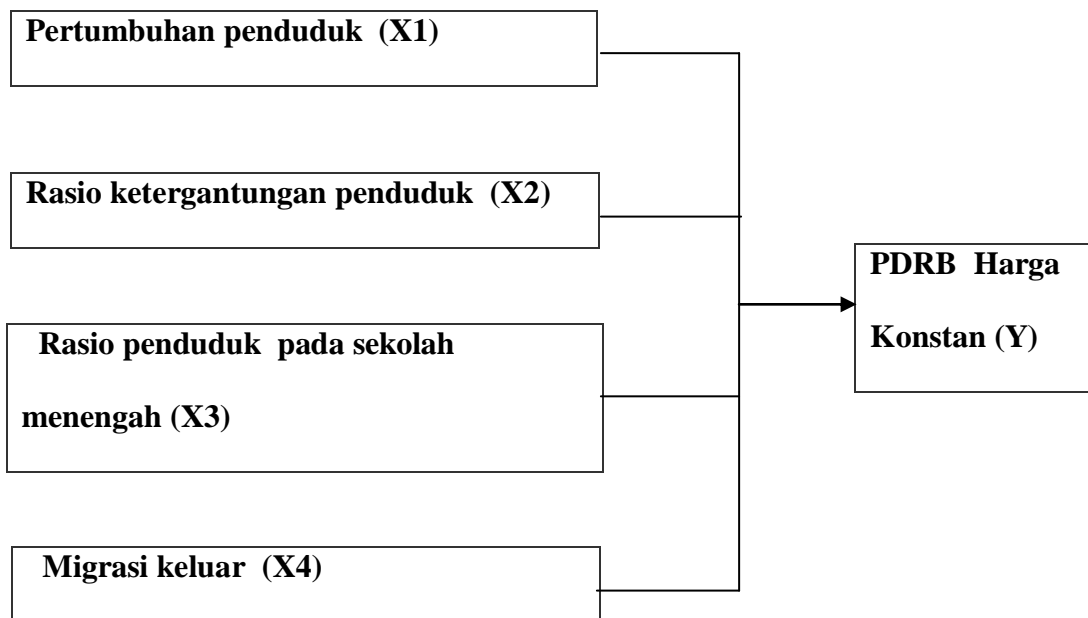 Pertumbuhan penduduk (X1)
Rasio ketergantungan penduduk (X2)
Rasio penduduk pada sekolah
menengah (X3)
Migrasi keluar (X4)
PDRB Harga
Konstan (Y)